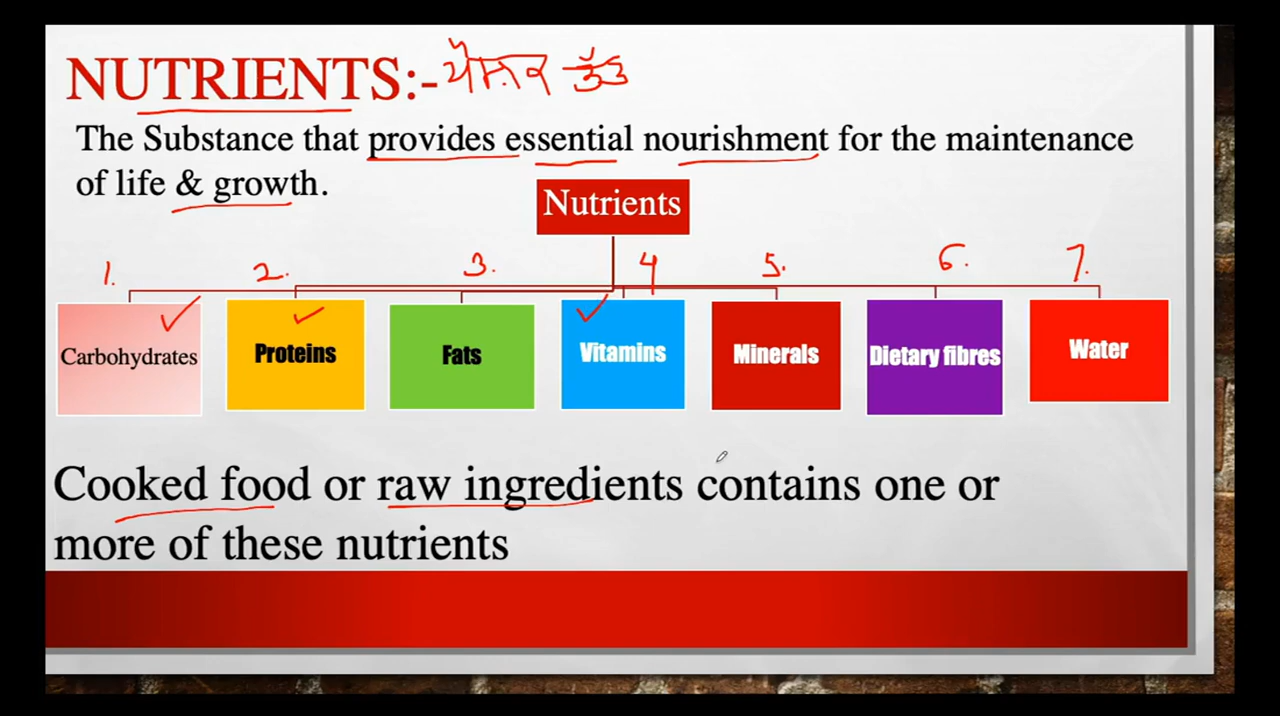 NUTRIENTS:- ਪੌਸ਼ਕ ਤੱਤ
The Substance that provides essential nourishment for the maintenance
of life & growth.
Nutrients
1. 2. 3. 4 5. 6. 7.
Carbohydrates Proteins Fats Vitamins Minerals Dietary fibres Water
Cooked food or raw ingredients contains one or
more of these nutrients